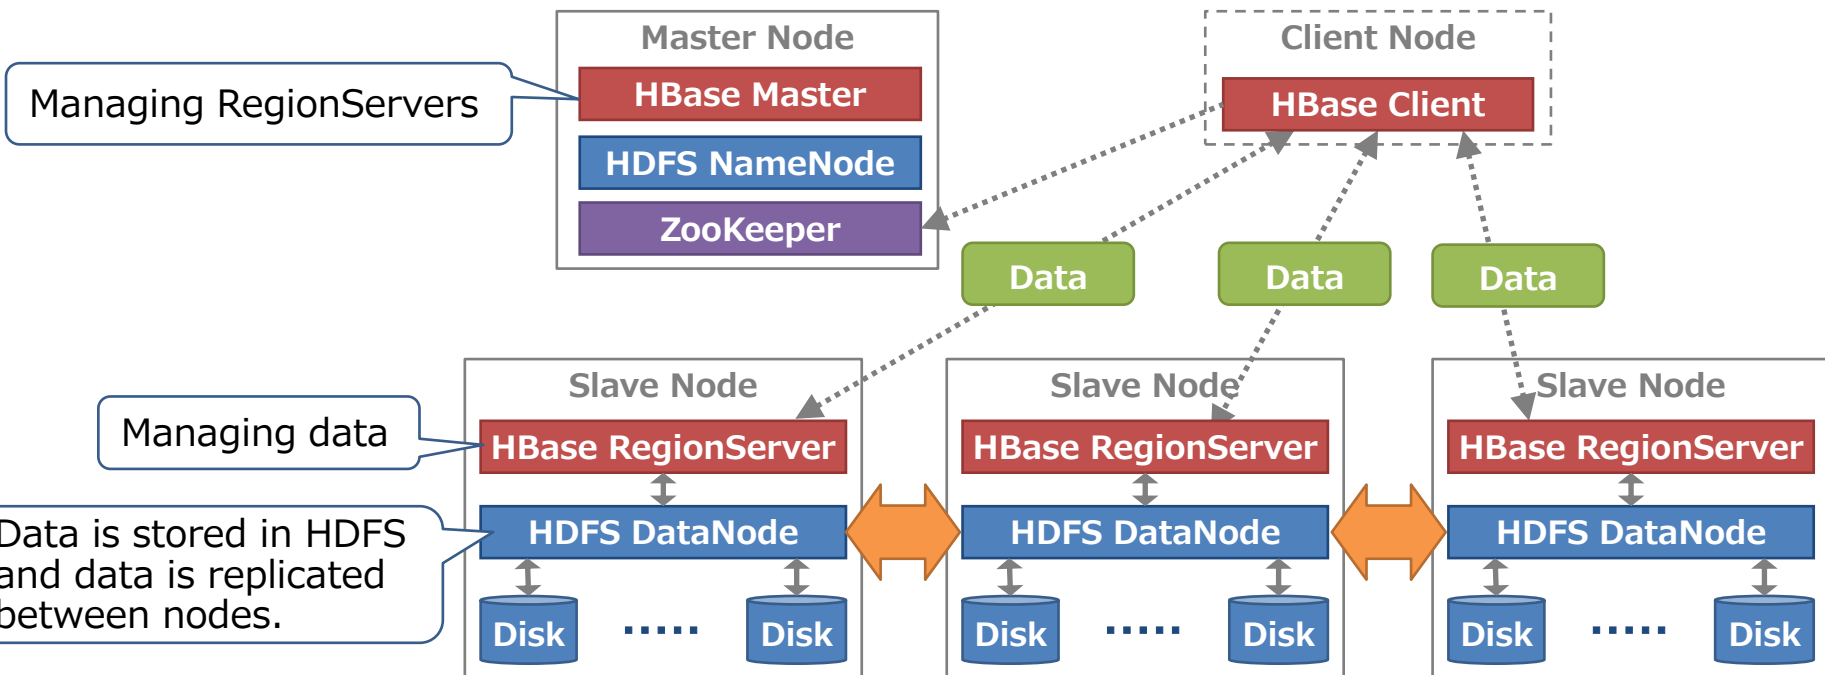 Master Node
Client Node
Managing RegionServers
HBase Master
HBase Client
HDFS NameNode
ZooKeeper
Data
Data
Data
Slave Node
Slave Node
Slave Node
Managing data
HBase RegionServer
HBase RegionServer
HBase RegionServer
Data is stored in HDFS
and data is replicated
between nodes.
HDFS DataNode
HDFS DataNode
HDFS DataNode
Disk ..... Disk
Disk ..... Disk
Disk ..... Disk